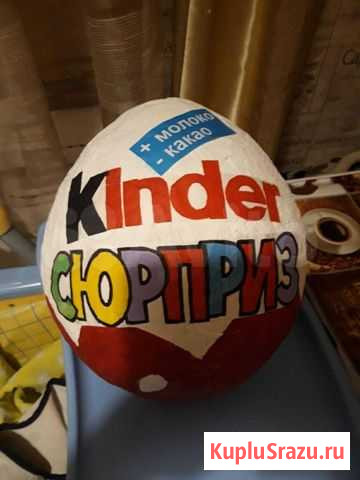 + молоко
- какао
Kinder
СЮРПРИЗ
KupluSrazu.ru